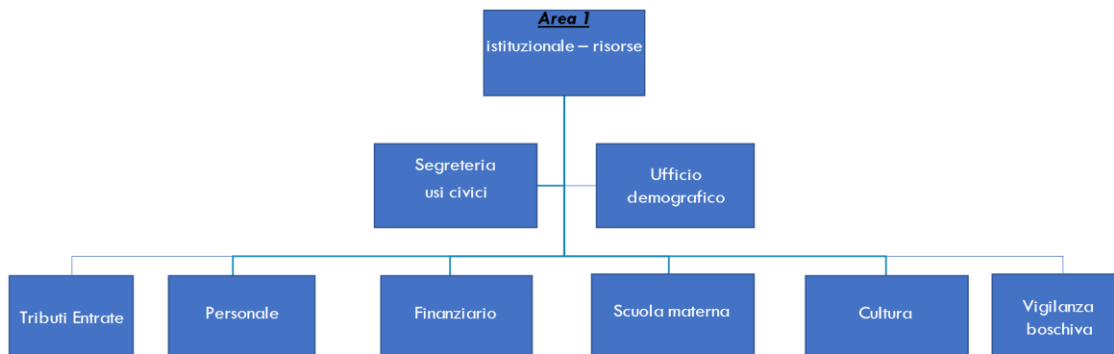 Area 1
istituzionale – risorse
Segreteria
usi civici
Ufficio
demografico
Tributi Entrate
Personale
Finanziario
Scuola materna
Cultura
Vigilanza
boschiva